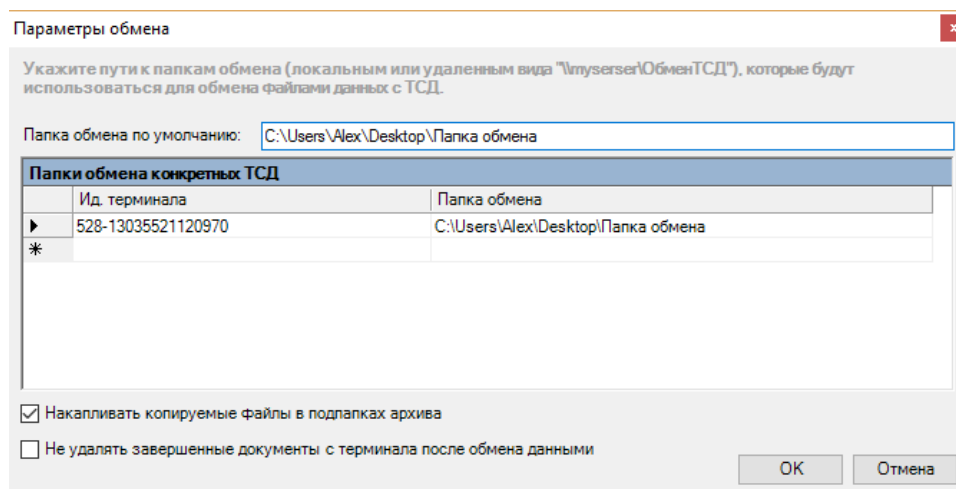 Параметры обмена
Укажите пути к папкам обмена (локальным или удаленным вида "\\myserser\ОбменТСД"), которые будут
использоваться для обмена файлами данных с ТСД.
Папка обмена по умолчанию: C:\Users\Alex\Desktop\Папка обмена
Папки обмена конкретных ТСД
Ид. терминала Папка обмена
528-13035521120970 C:\Users\Alex\Desktop\Папка обмена
Накапливать копируемые файлы в подпапках архива
Не удалять завершенные документы с терминала после обмена данными
OK Отмена